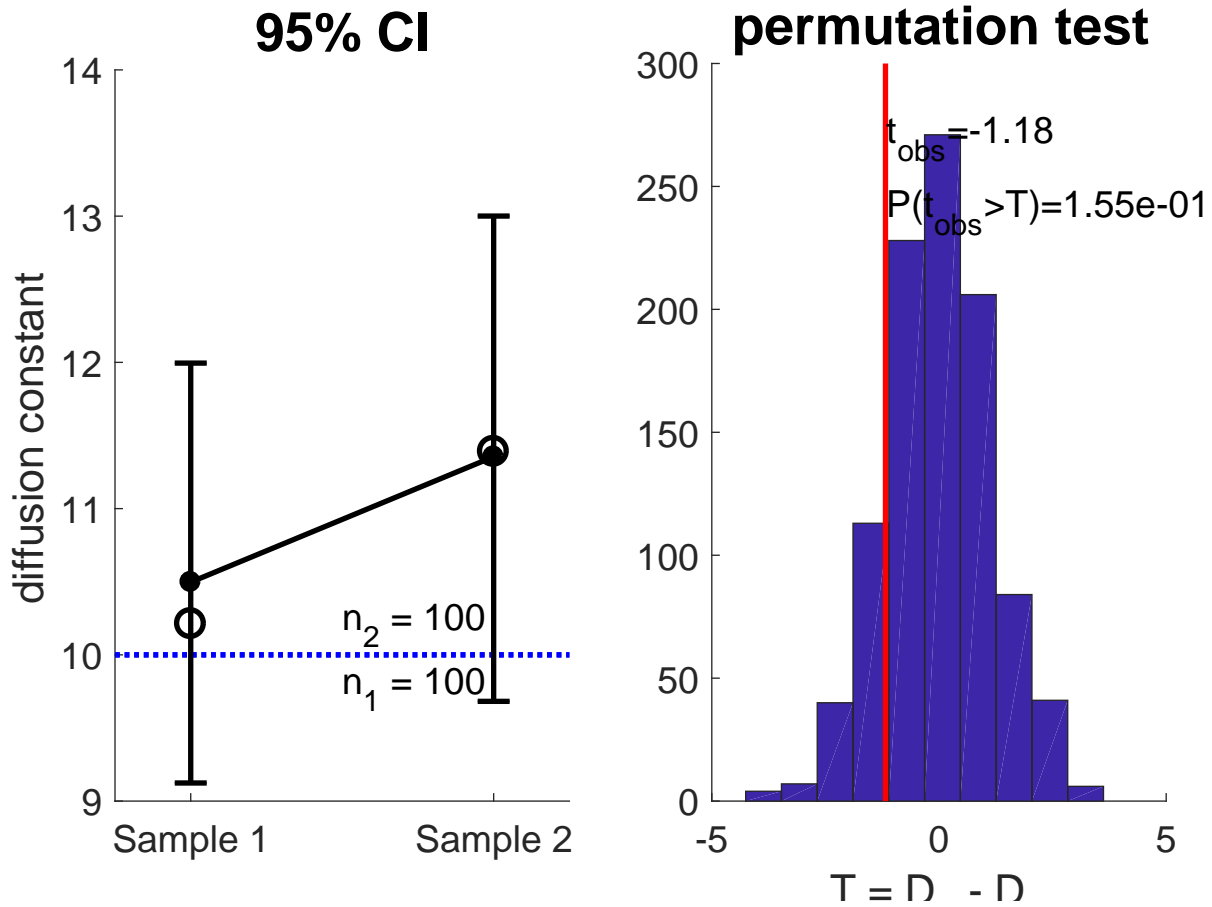 95% CI
14
13
12
11
10
9
diffusion constant
n2 = 100
n1 = 100
Sample 1
Sample 2
permutation test
300
250
200
150
100
50
0
tobs=-1.18
P(tobs>T)=1.55e-01
-5
0
5
T = D - D